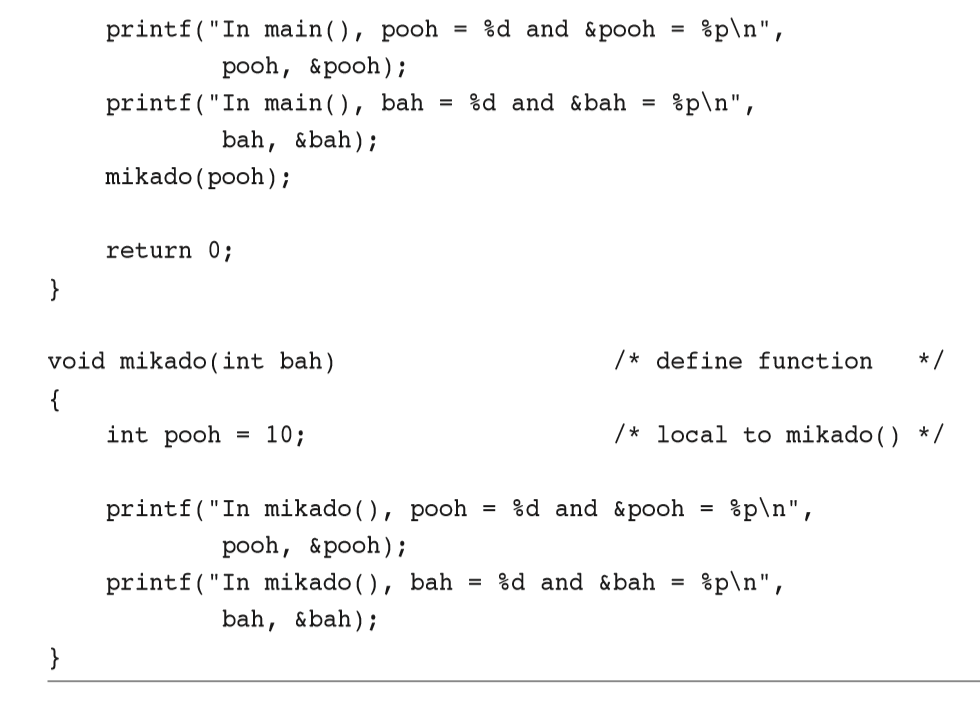 printf("In main(), pooh = %d and &pooh = %p\n",
            pooh, &pooh);
    printf("In main(), bah = %d and &bah = %p\n",
            bah, &bah);
    mikado(pooh);

    return 0;
}

void mikado(int bah)                   /* define function   */
{
    int pooh = 10;                     /* local to mikado() */

    printf("In mikado(), pooh = %d and &pooh = %p\n",
            pooh, &pooh);
    printf("In mikado(), bah = %d and &bah = %p\n",
            bah, &bah);
}